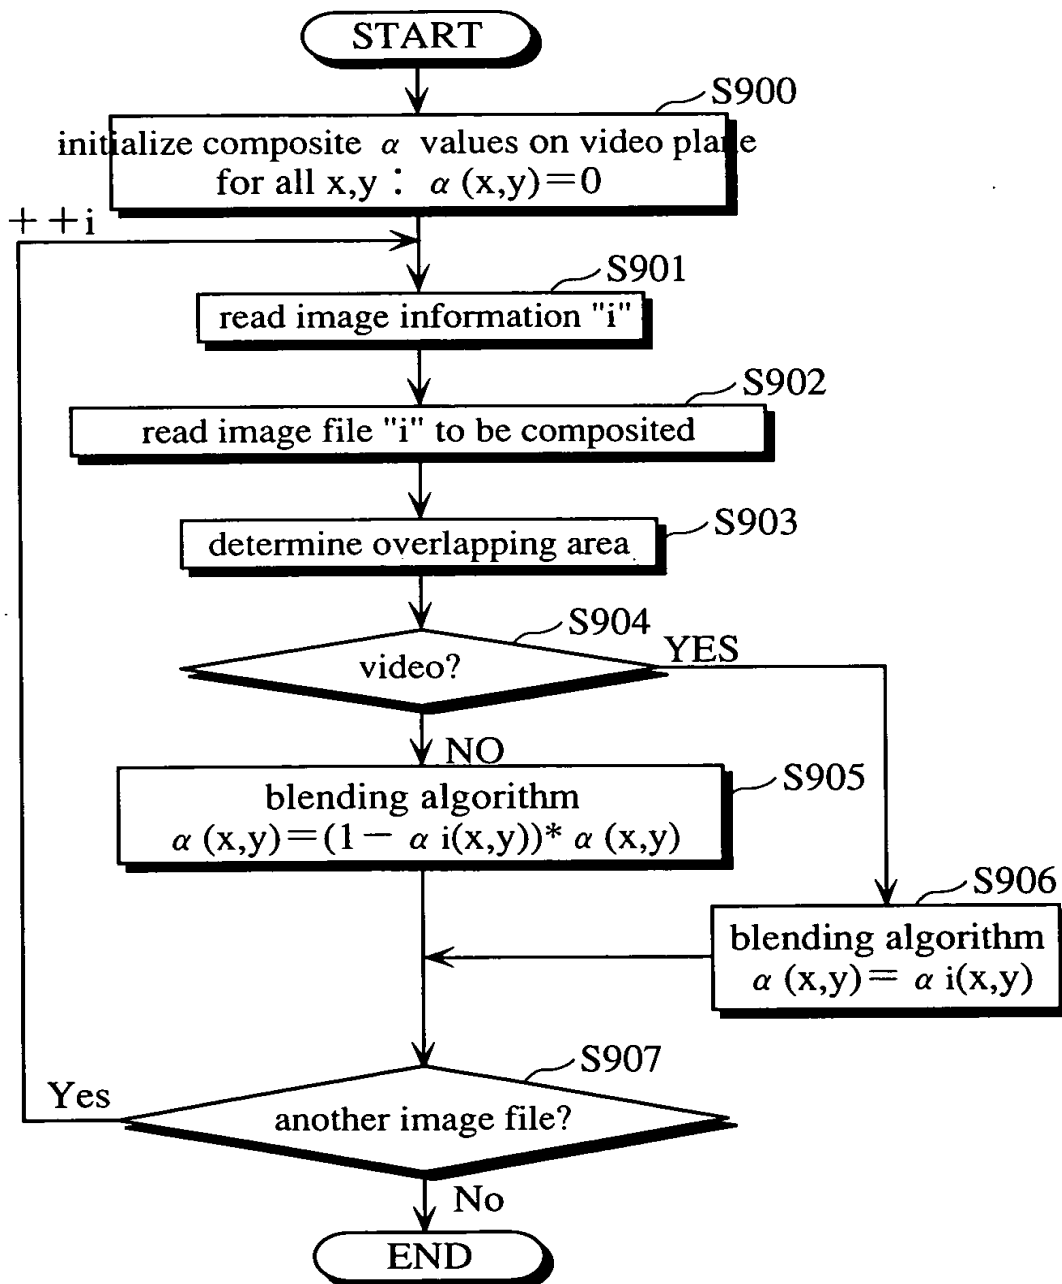 START
S900
initialize composite α values on video plane
for all x,y : α (x,y)=0
++i
S901
read image information "i"
S902
read image file "i" to be composited
S903
determine overlapping area
S904
video?
YES
NO
S905
blending algorithm
α (x,y)=(1− α i(x,y))* α (x,y)
S906
blending algorithm
α (x,y)= α i(x,y)
S907
Yes
another image file?
No
END